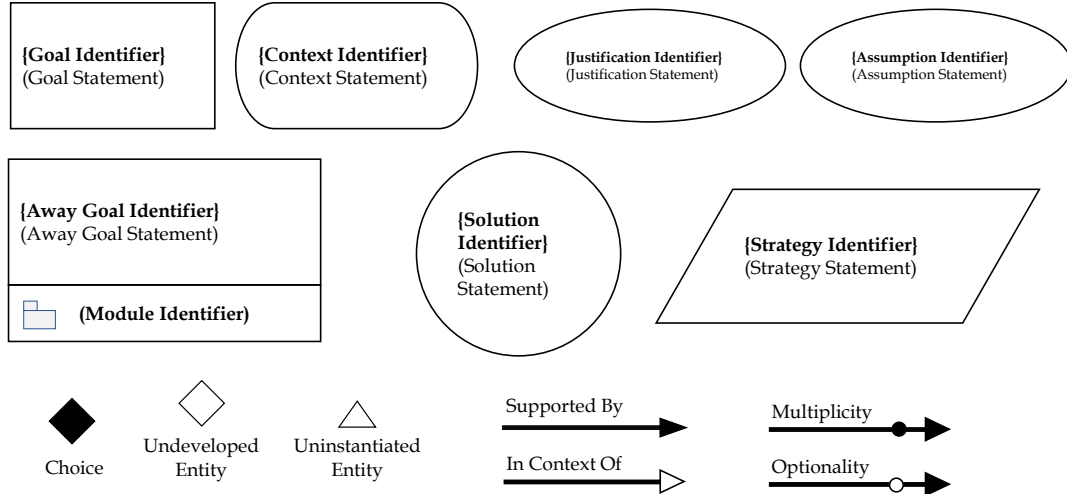 {Goal Identifier}
(Goal Statement)
{Context Identifier}
(Context Statement)
{Justification Identifier}
(Justification Statement)
{Assumption Identifier}
(Assumption Statement)
{Away Goal Identifier}
(Away Goal Statement)
(Module Identifier)
{Solution
Identifier}
(Solution
Statement)
{Strategy Identifier}
(Strategy Statement)
Choice
Undeveloped
Entity
Uninstantiated
Entity
Supported By
In Context Of
Multiplicity
Optionality